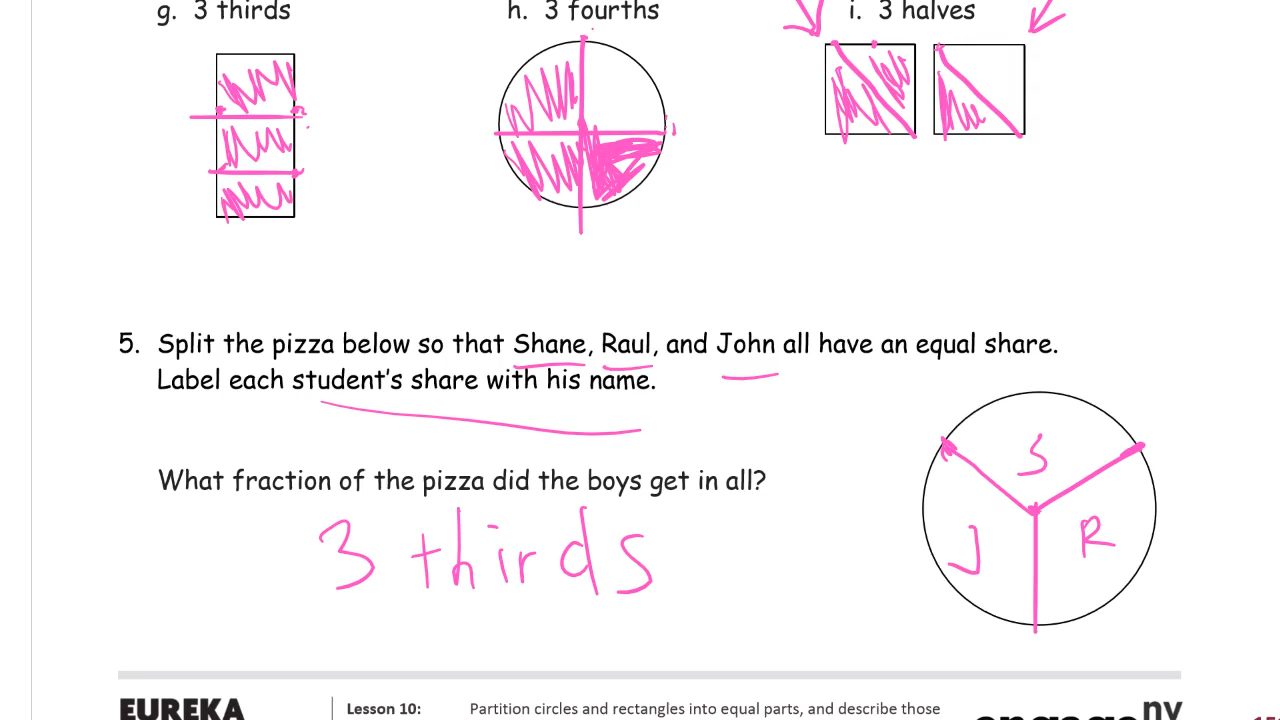 g. 3 thirds
h. 3 fourths
i. 3 halves
5. Split the pizza below so that Shane, Raul, and John all have an equal share.
Label each student's share with his name.
What fraction of the pizza did the boys get in all?
3 thirds
S
J
R
EUREKA
Lesson 10:
Partition circles and rectangles into equal parts, and describe those